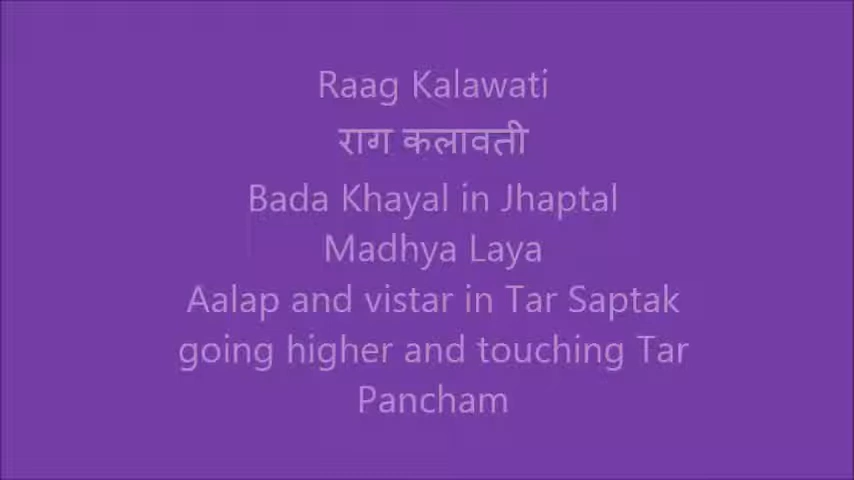 Raag Kalawati
राग कलावती
Bada Khayal in Jhaptal
Madhya Laya
Aalap and vistar in Tar Saptak
going higher and touching Tar
Pancham